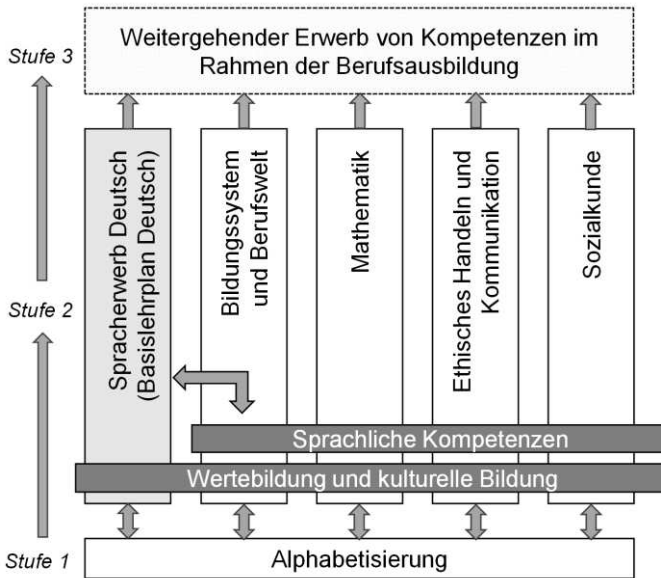 Stufe 3
Weitergehender Erwerb von Kompetenzen im
Rahmen der Berufsausbildung
Spracherwerb Deutsch
(Basislehrplan Deutsch)
Bildungssystem
und Berufswelt
Mathematik
Ethisches Handeln und
Kommunikation
Sozialkunde
Stufe 2
Sprachliche Kompetenzen
Wertebildung und kulturelle Bildung
Stufe 1
Alphabetisierung